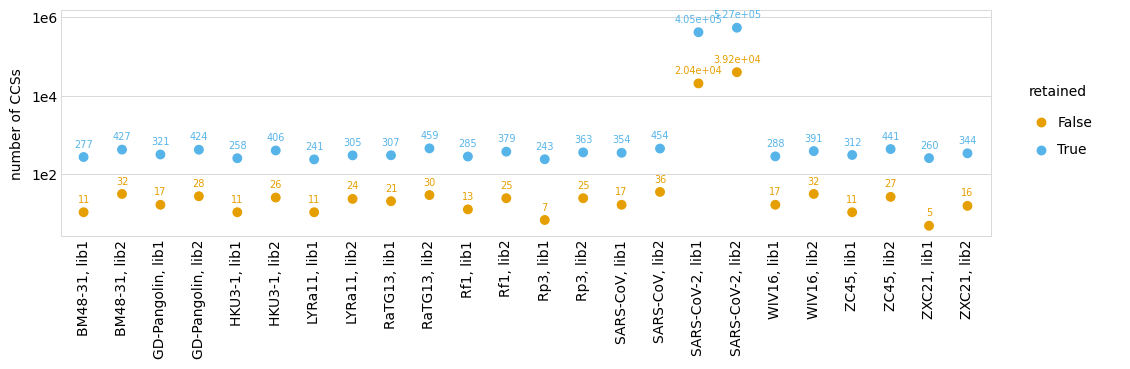 number of CCSs
1e6
1e4
1e2
277 427 321 424 258 406 241 305 307 459 285 379 243 363 354 454 4.05e+05 5.27e+05 288 391 312 441 260 344
11 32 17 28 11 26 11 24 21 30 13 25 7 25 17 36 2.04e+04 3.92e+04 17 32 11 27 5 16
BM48-31, lib1
BM48-31, lib2
GD-Pangolin, lib1
GD-Pangolin, lib2
HKU3-1, lib1
HKU3-1, lib2
LYRa11, lib1
LYRa11, lib2
RaTG13, lib1
RaTG13, lib2
Rf1, lib1
Rf1, lib2
Rp3, lib1
Rp3, lib2
SARS-CoV, lib1
SARS-CoV, lib2
SARS-CoV-2, lib1
SARS-CoV-2, lib2
WIV16, lib1
WIV16, lib2
ZC45, lib1
ZC45, lib2
ZXC21, lib1
ZXC21, lib2
retained
False
True